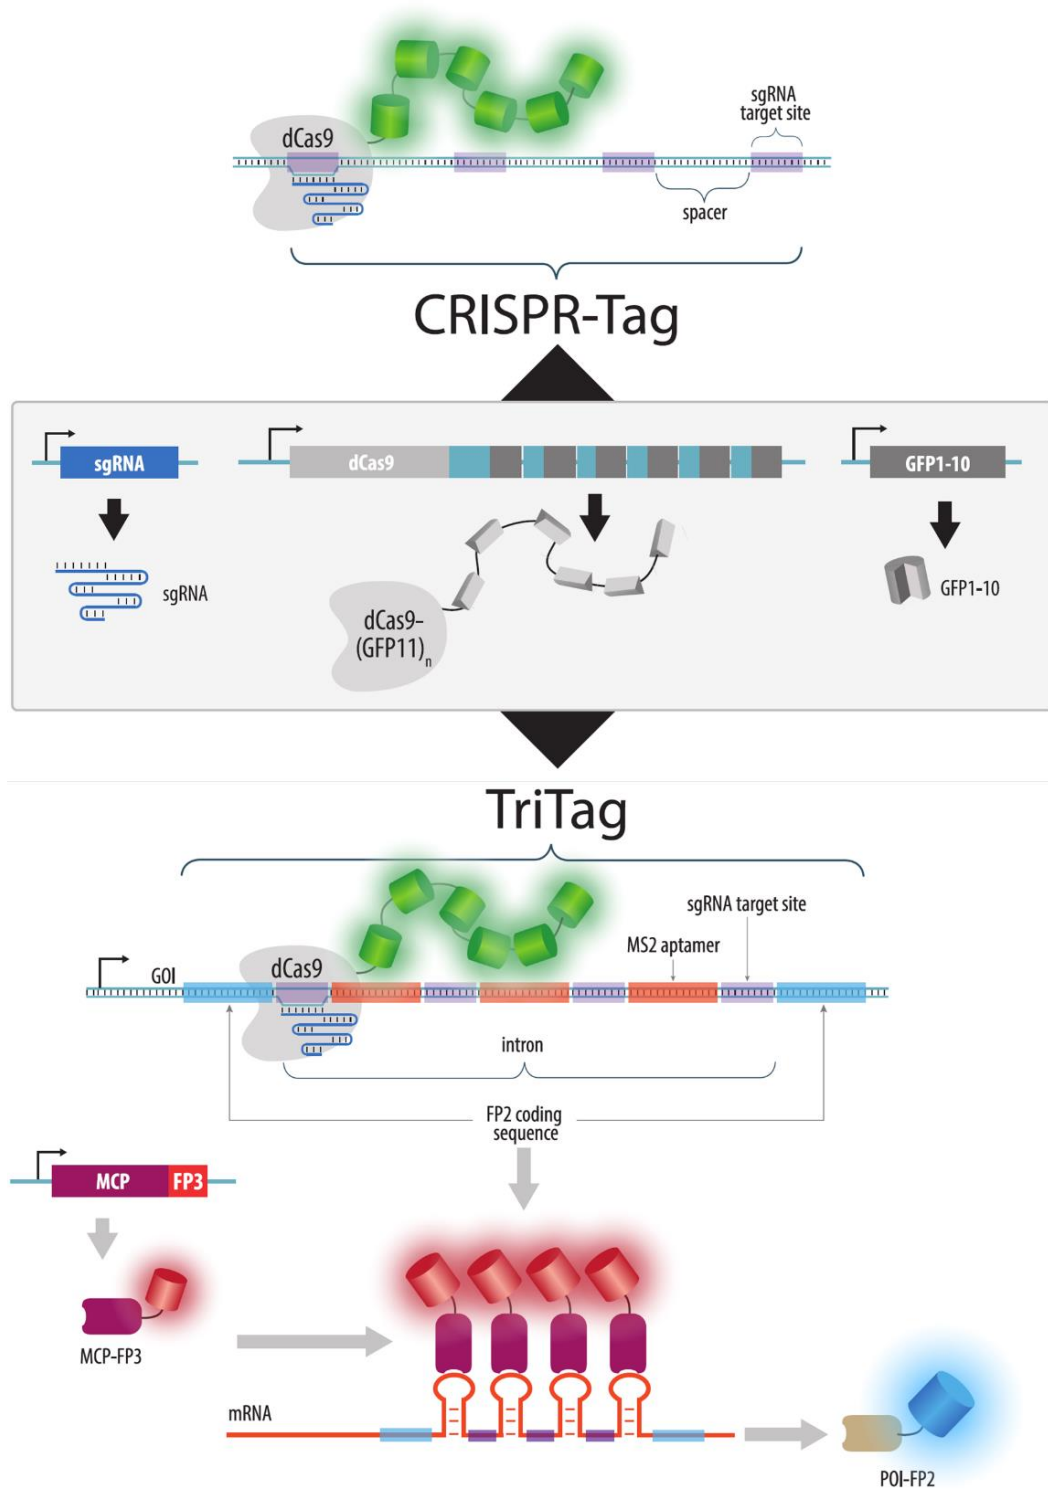 sgRNA
target site
dCas9
spacer
CRISPR-Tag
sgRNA
dCas9
GFP1-10
sgRNA
dCas9-
(GFP11)n
GFP1-10
TriTag
sgRNA target site
MS2 aptamer
GOI
dCas9
intron
FP2 coding
sequence
MCP
FP3
MCP-FP3
mRNA
POI-FP2